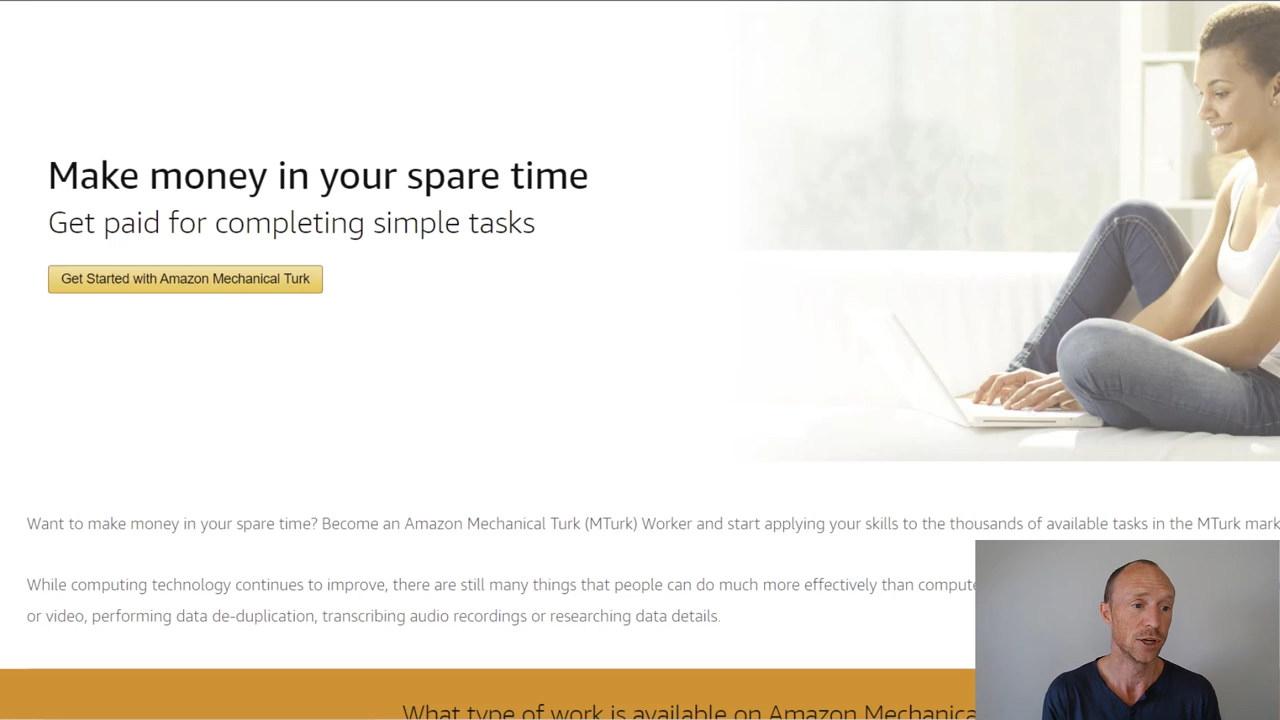 Make money in your spare time
Get paid for completing simple tasks
Get Started with Amazon Mechanical Turk
Want to make money in your spare time? Become an Amazon Mechanical Turk (MTurk) Worker and start applying your skills to the thousands of available tasks in the MTurk
While computing technology continues to improve, there are still many things that people can do much more effectively than
or video, performing data de-duplication, transcribing audio recordings or researching data details.
What type of work is available on Amazon